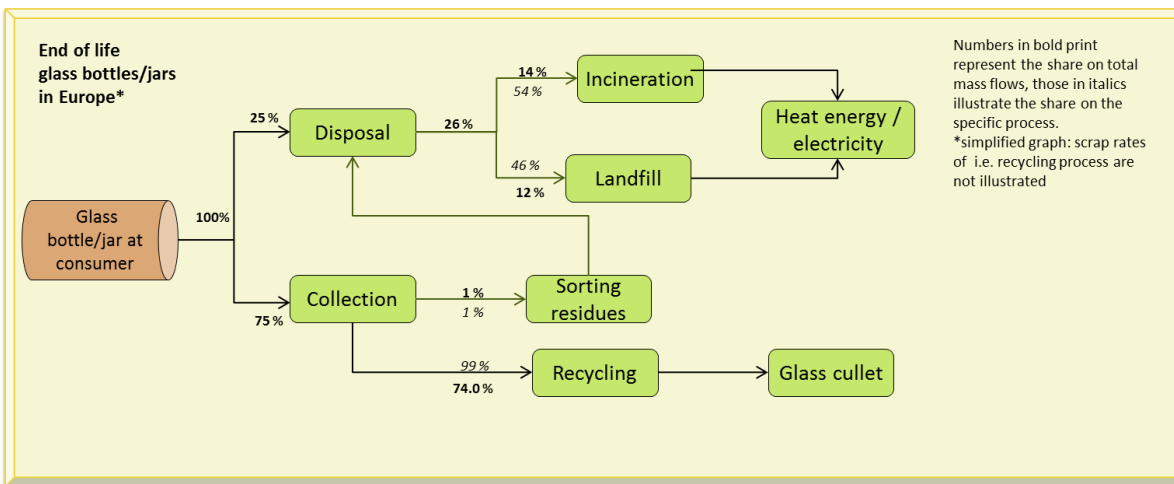 End of life
glass bottles/jars
in Europe*
Numbers in bold print
represent the share on total
mass flows, those in italics
illustrate the share on the
specific process.
*simplified graph: scrap rates
of i.e. recycling process are
not illustrated
14 %
54 %
Incineration
25 %
Disposal
26 %
Heat energy /
electricity
46 %
12 %
Landfill
Glass
bottle/jar at
consumer
100%
75 %
Collection
1 %
1 %
Sorting
residues
99 %
74.0 %
Recycling
Glass cullet